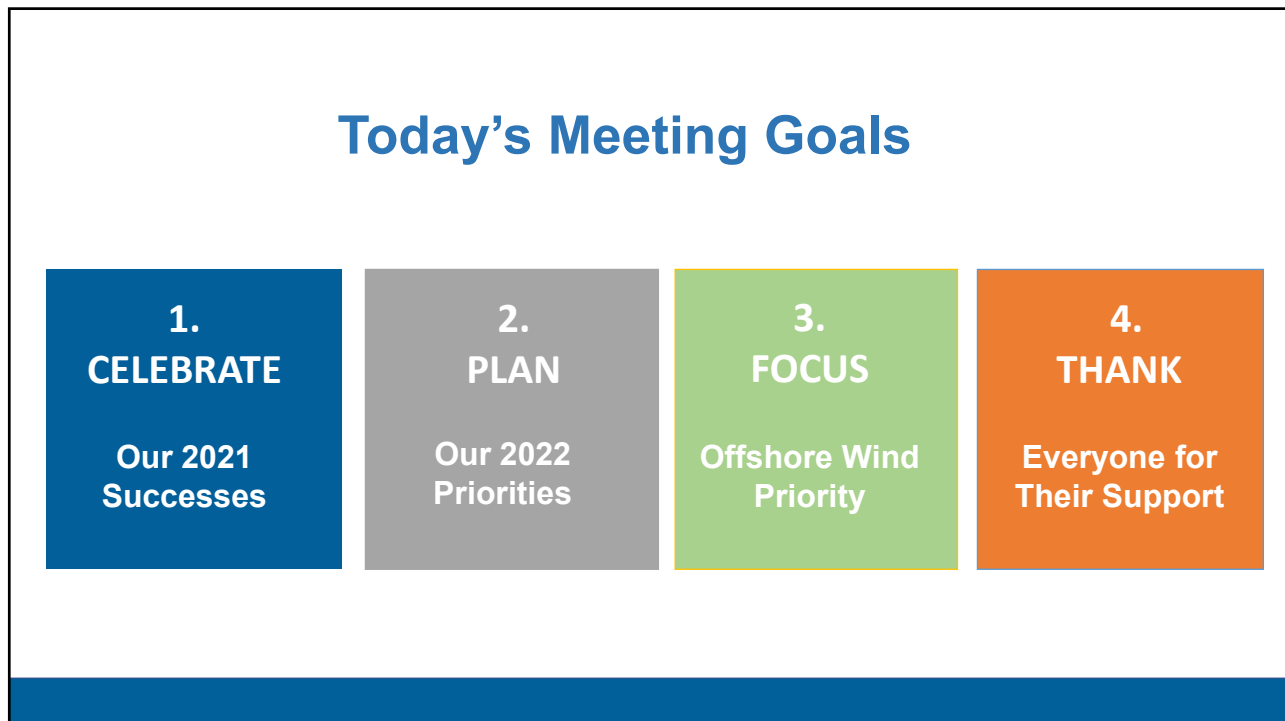 Today’s Meeting Goals
1.
CELEBRATE
Our 2021
Successes
2.
PLAN
Our 2022
Priorities
3.
FOCUS
Offshore Wind
Priority
4.
THANK
Everyone for
Their Support